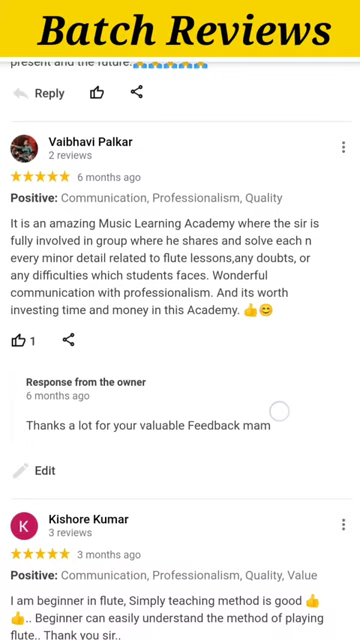 Batch Reviews
present and the future.🙏🙏🙏🙏🙏
Reply
Vaibhavi Palkar
2 reviews
6 months ago
Positive: Communication, Professionalism, Quality
It is an amazing Music Learning Academy where the sir is
fully involved in group where he shares and solve each n
every minor detail related to flute lessons,any doubts, or
any difficulties which students faces. Wonderful
communication with professionalism. And its worth
investing time and money in this Academy. 👍😊
1
Response from the owner
6 months ago
Thanks a lot for your valuable Feedback mam
Edit
K
Kishore Kumar
3 reviews
3 months ago
Positive: Communication, Professionalism, Quality, Value
I am beginner in flute, Simply teaching method is good 👍
👍.. Beginner can easily understand the method of playing
flute.. Thank you sir..